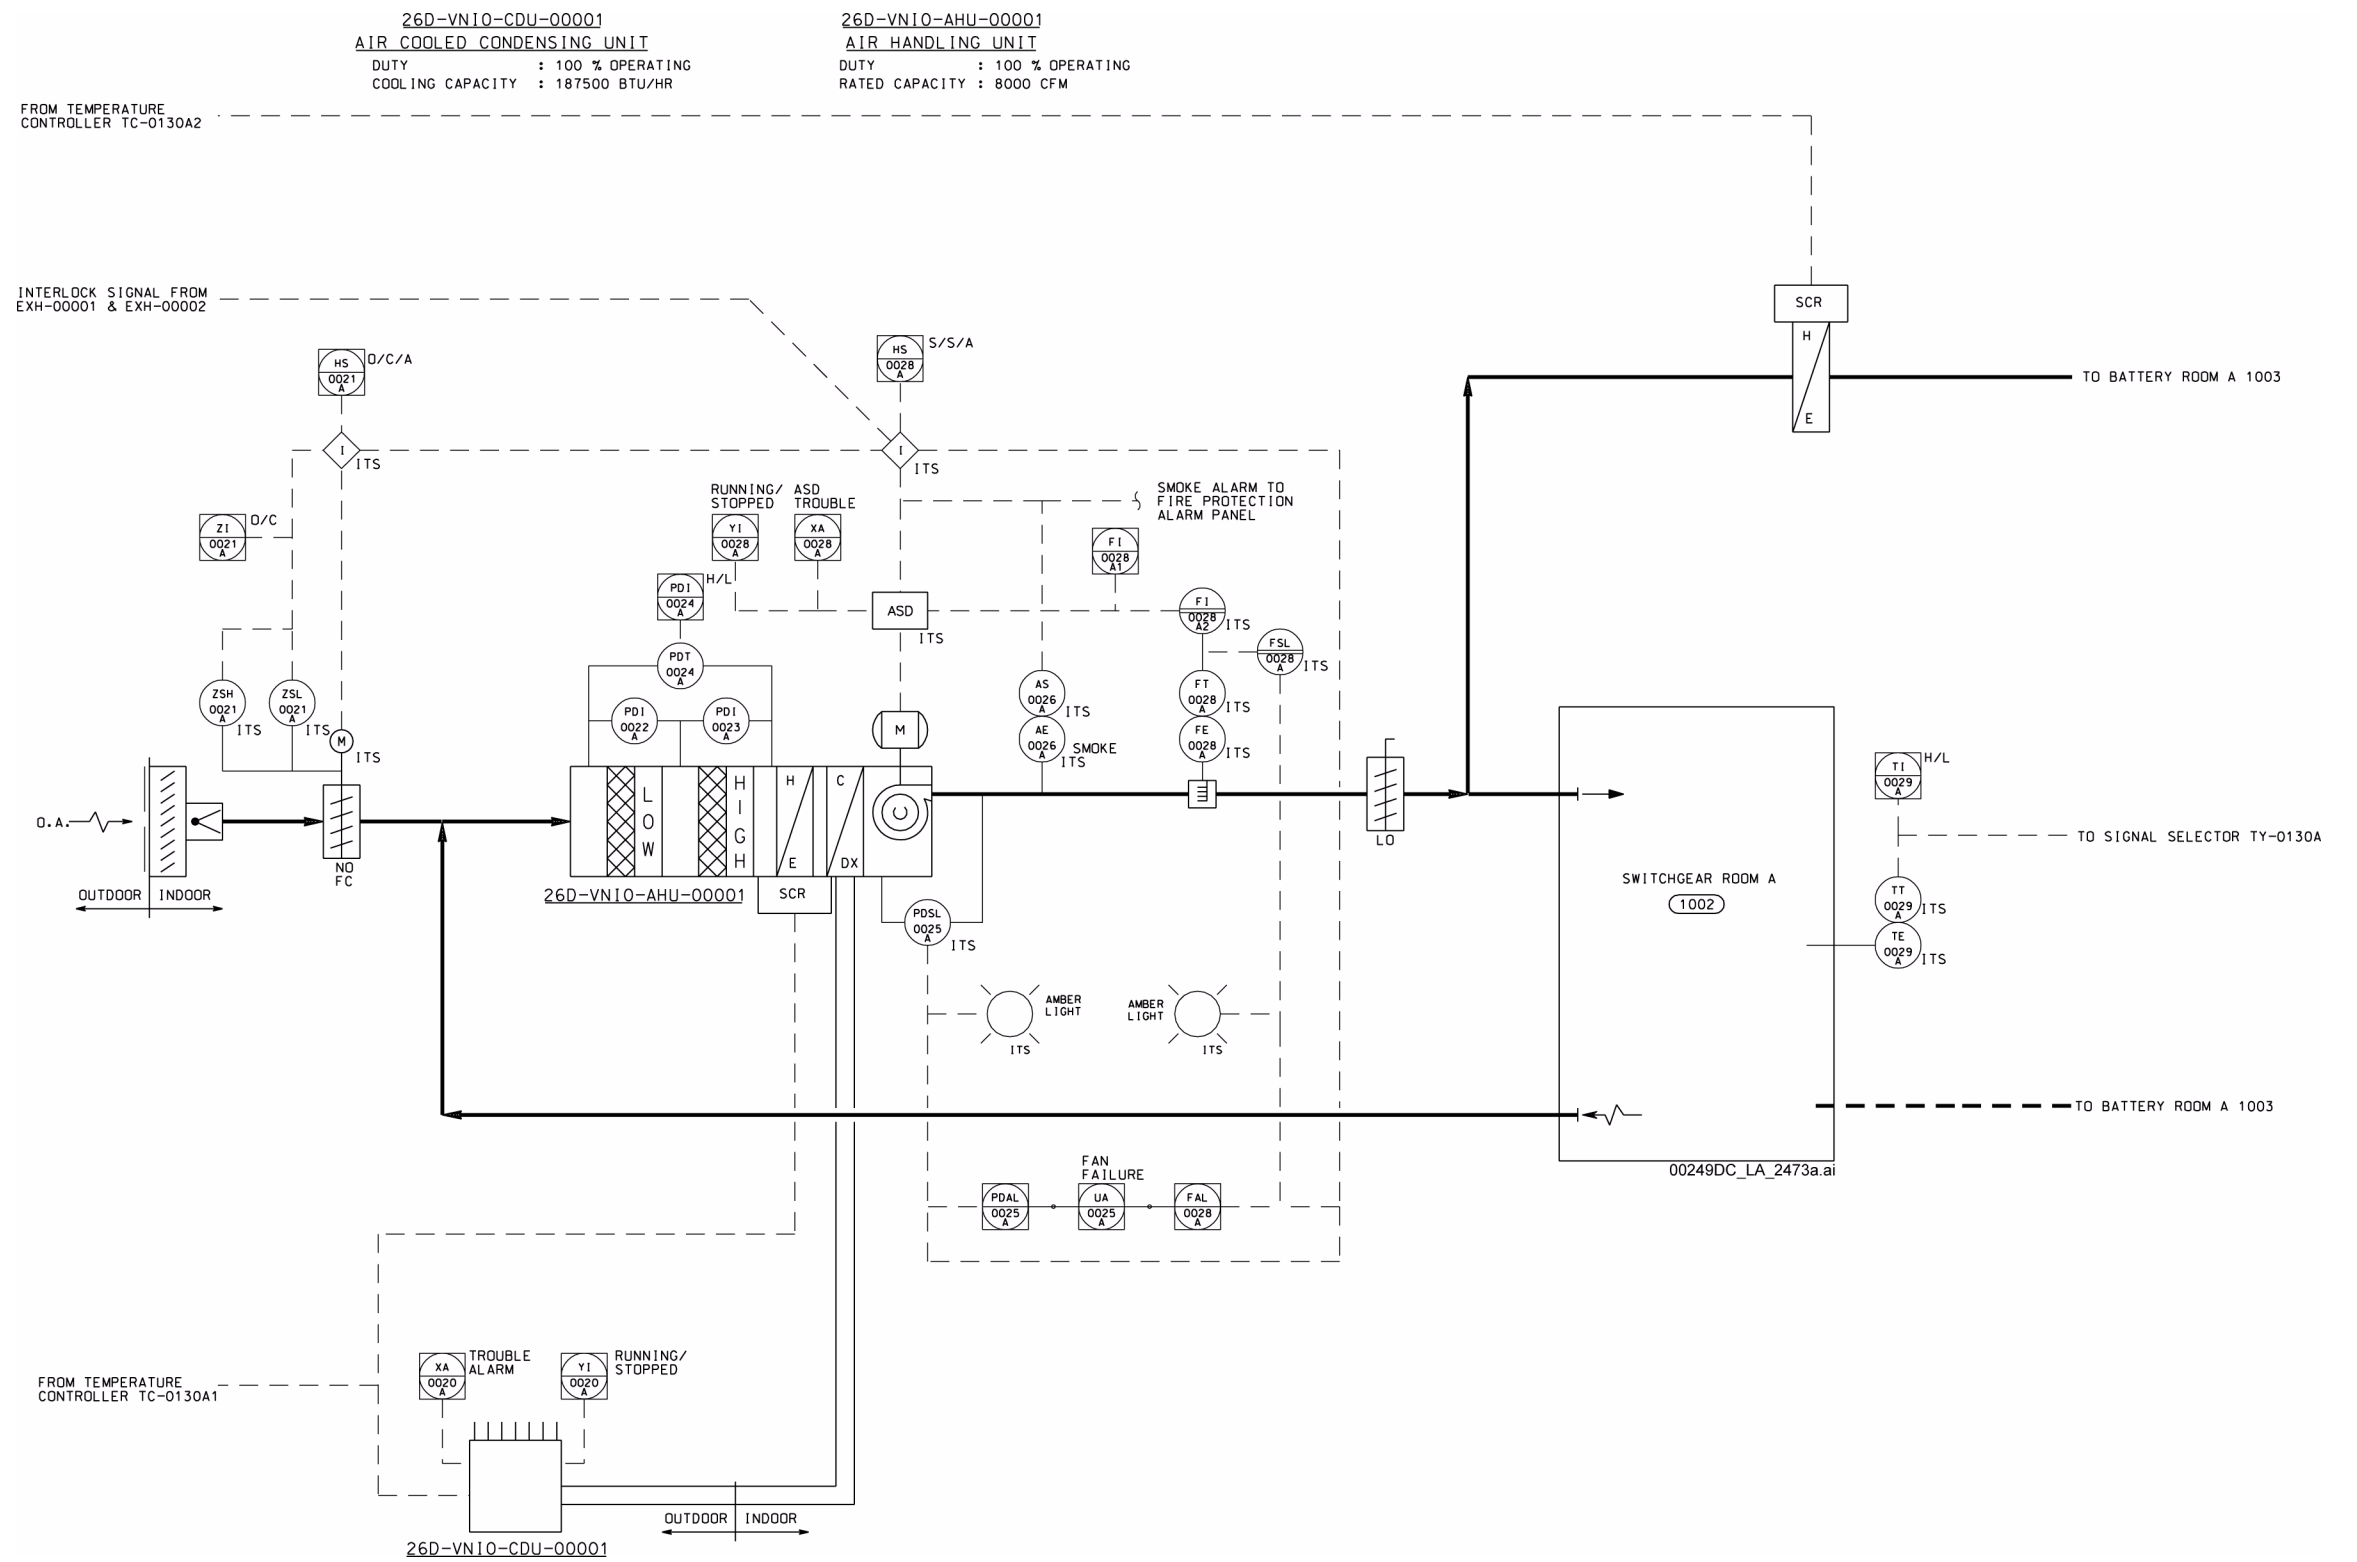 26D-VNI0-CDU-00001
AIR COOLED CONDENSING UNIT
DUTY : 100 % OPERATING
COOLING CAPACITY : 187500 BTU/HR
26D-VNI0-AHU-00001
AIR HANDLING UNIT
DUTY : 100 % OPERATING
RATED CAPACITY : 8000 CFM
FROM TEMPERATURE
CONTROLLER TC-0130A2
INTERLOCK SIGNAL FROM
EXH-00001 & EXH-00002
SCR
H
E
TO BATTERY ROOM A 1003
HS
0021
A
O/C/A
HS
0028
A
S/S/A
I
ITS
I
ITS
ZI
0021
A
O/C
RUNNING/
STOPPED
YI
0028
A
ASD
TROUBLE
XA
0028
A
SMOKE ALARM TO
FIRE PROTECTION
ALARM PANEL
FI
0028
A1
PDI
0024
A
H/L
ASD
ITS
FI
0028
A2
ITS
FSL
0028
A
ITS
PDT
0024
A
ZSH
0021
A
ITS
ZSL
0021
A
ITS
M
ITS
PDI
0022
A
PDI
0023
A
M
AS
0026
A
ITS
AE
0026
A
SMOKE
ITS
FT
0028
A
ITS
FE
0028
A
ITS
O.A.
NO
FC
OUTDOOR
INDOOR
LOW
HIGH
H
E
C
DX
26D-VNI0-AHU-00001
SCR
LO
PDSL
0025
A
ITS
SWITCHGEAR ROOM A
1002
TI
0029
A
H/L
TO SIGNAL SELECTOR TY-0130A
TT
0029
A
ITS
TE
0029
A
ITS
AMBER
LIGHT
ITS
AMBER
LIGHT
ITS
TO BATTERY ROOM A 1003
00249DC_LA_2473a.ai
FAN
FAILURE
PDAL
0025
A
UA
0025
A
FAL
0028
A
FROM TEMPERATURE
CONTROLLER TC-0130A1
XA
0020
A
TROUBLE
ALARM
YI
0020
A
RUNNING/
STOPPED
OUTDOOR
INDOOR
26D-VNI0-CDU-00001